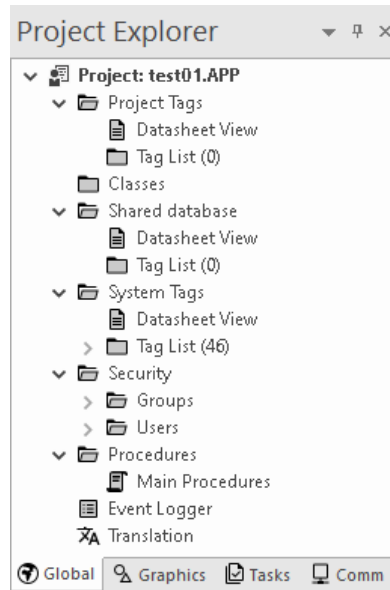 Project Explorer
Project: test01.APP
Project Tags
Datasheet View
Tag List (0)
Classes
Shared database
Datasheet View
Tag List (0)
System Tags
Datasheet View
Tag List (46)
Security
Groups
Users
Procedures
Main Procedures
Event Logger
Translation
Global Graphics Tasks Comm